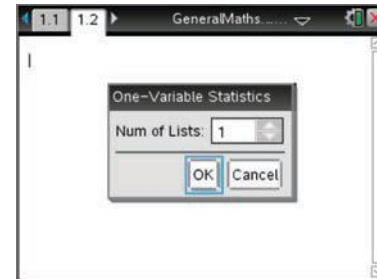 1.1 1.2 GeneralMaths...
One-Variable Statistics
Num of Lists: 1
OK Cancel